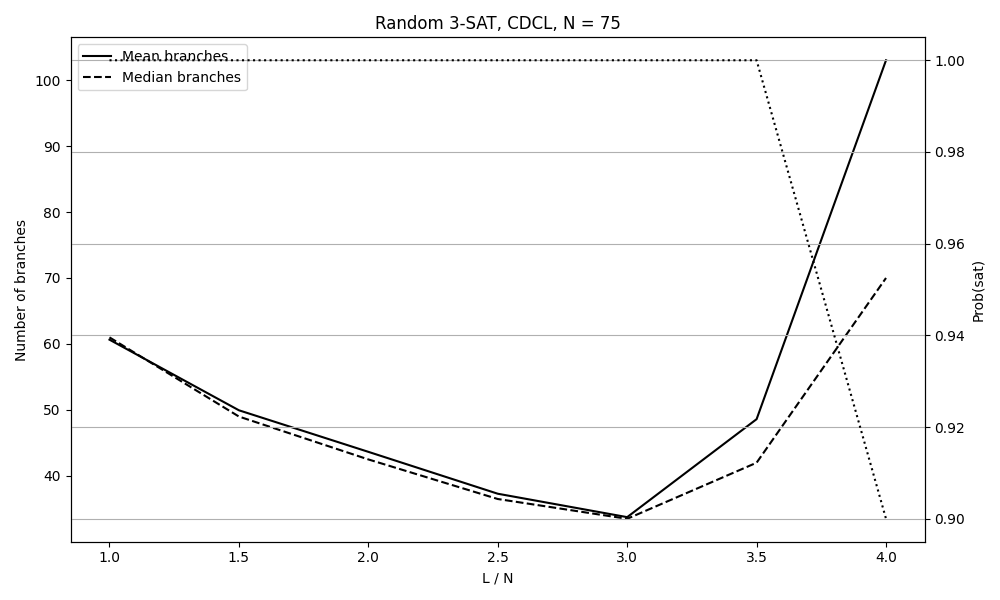 Random 3-SAT, CDCL, N = 75
Mean branches
Median branches
100
90
80
70
60
50
40
Number of branches
1.00
0.98
0.96
0.94
0.92
0.90
Prob(sat)
1.0 1.5 2.0 2.5 3.0 3.5 4.0
L / N